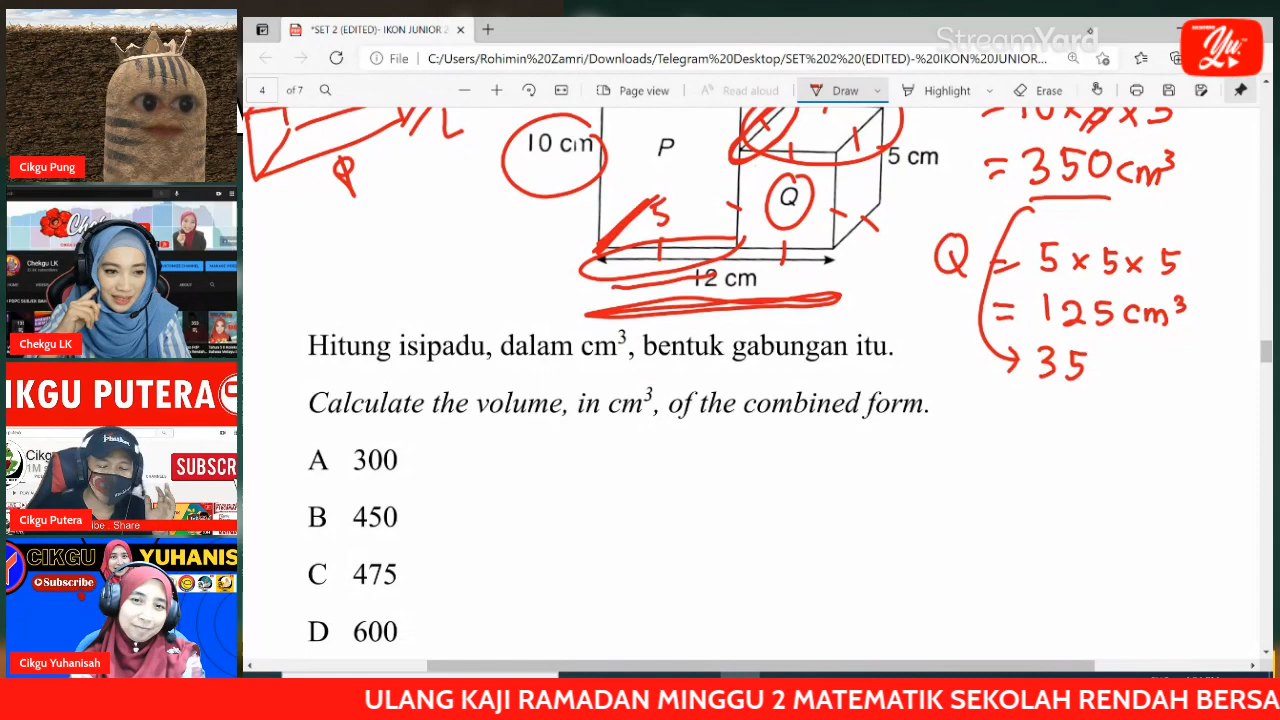 *SET 2 (EDITED)- IKON JUNIOR 2
StreamYard
File C:/Users/Rohimin%20Zamri/Downloads/Telegram%20Desktop/SET%202%20(EDITED)-%20IKON%20JUNIOR...
4 of 7 Page view Read aloud Draw Highlight Erase
10 cm P Q 5 cm
5
12 cm
= 350 cm³
Q = 5 × 5 × 5
= 125 cm³
35
Hitung isipadu, dalam cm³, bentuk gabungan itu.
Calculate the volume, in cm³, of the combined form.
A 300
B 450
C 475
D 600
Cikgu Pung
Chekgu LK
IKGU PUTERA
SUBSCR
Cikgu Putera
ibe . Share
CIKGU YUHANIS
Subscribe
Cikgu Yuhanisah
ULANG KAJI RAMADAN MINGGU 2 MATEMATIK SEKOLAH RENDAH BERSA